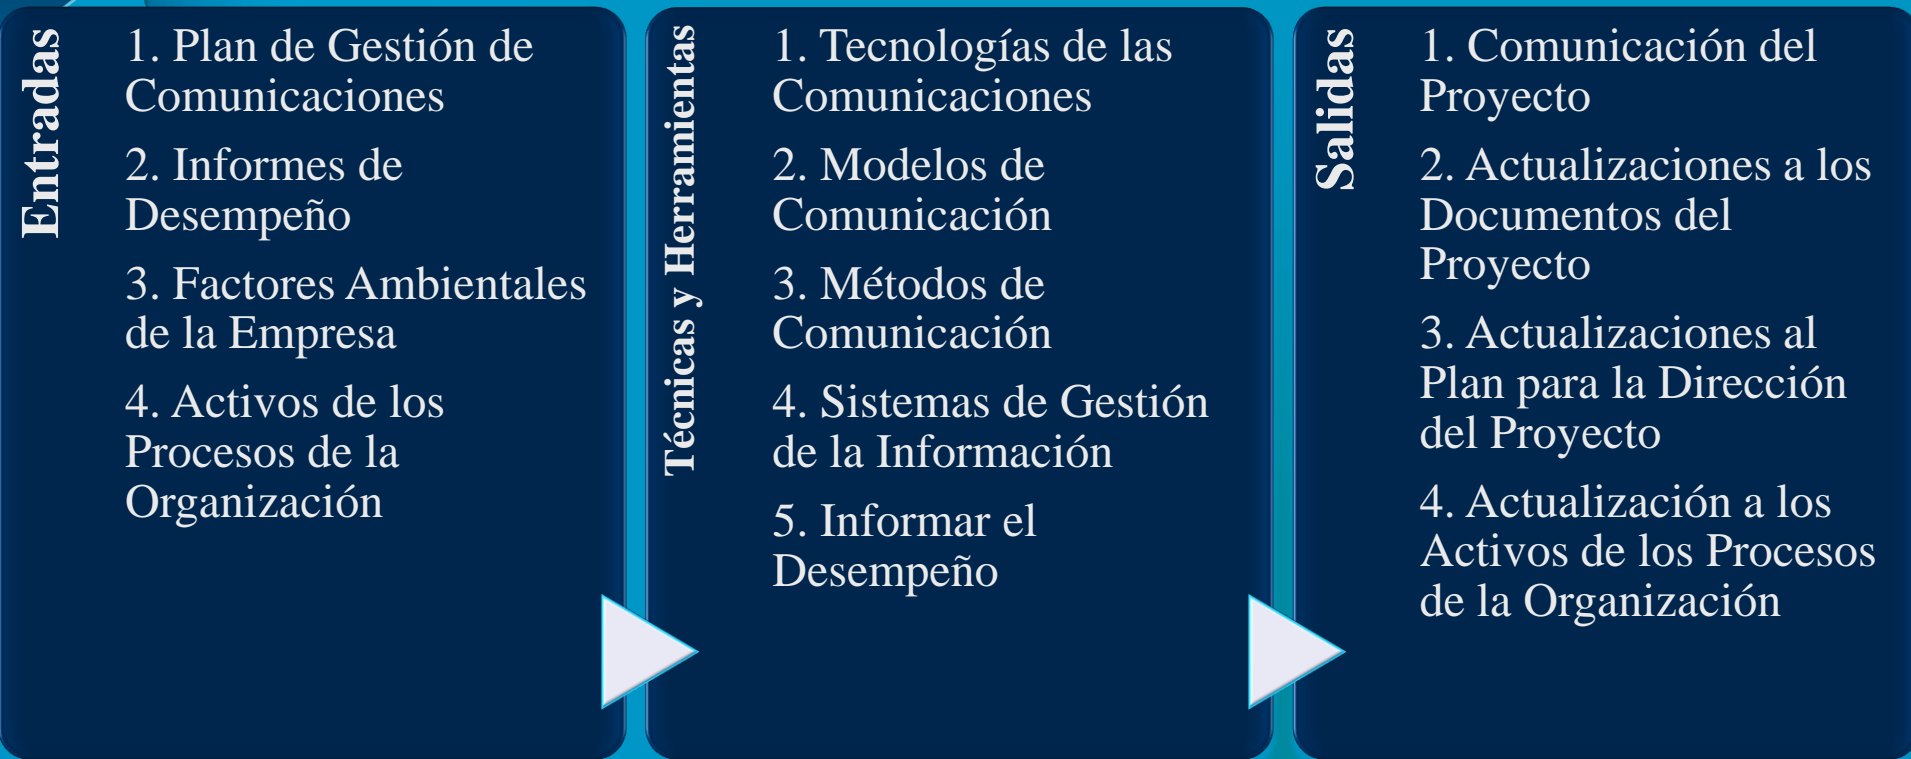 Entradas
1. Plan de Gestión de
Comunicaciones
2. Informes de
Desempeño
3. Factores Ambientales
de la Empresa
4. Activos de los
Procesos de la
Organización
Técnicas y Herramientas
1. Tecnologías de las
Comunicaciones
2. Modelos de
Comunicación
3. Métodos de
Comunicación
4. Sistemas de Gestión
de la Información
5. Informar el
Desempeño
Salidas
1. Comunicación del
Proyecto
2. Actualizaciones a los
Documentos del
Proyecto
3. Actualizaciones al
Plan para la Dirección
del Proyecto
4. Actualización a los
Activos de los Procesos
de la Organización